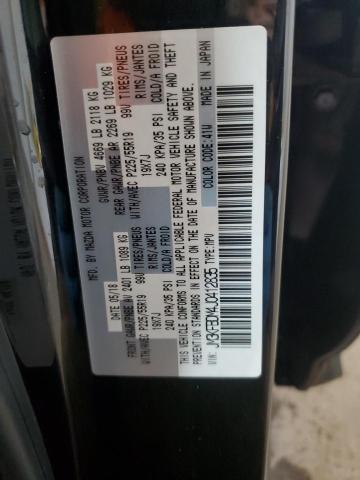 MFD. BY MAZDA MOTOR CORPORATION
DATE: 05/18
GVWR/PNBV 4669 LB 2118 KG
FRONT GAWR/PNBE AV 2401 LB 1089 KG
REAR GAWR/PNBE AR 2269 LB 1029 KG
WITH/AVEC P225/55R19 99V TIRES/PNEUS
WITH/AVEC P225/55R19 99V TIRES/PNEUS
19X7J RIMS/JANTES
19X7J RIMS/JANTES
240 KPA/35 PSI COLD/A FROID
240 KPA/35 PSI COLD/A FROID
THIS VEHICLE CONFORMS TO ALL APPLICABLE FEDERAL MOTOR VEHICLE SAFETY AND THEFT
PREVENTION STANDARDS IN EFFECT ON THE DATE OF MANUFACTURE SHOWN ABOVE.
COLOR: 41W MADE IN JAPAN
VIN: TYPE: MPV